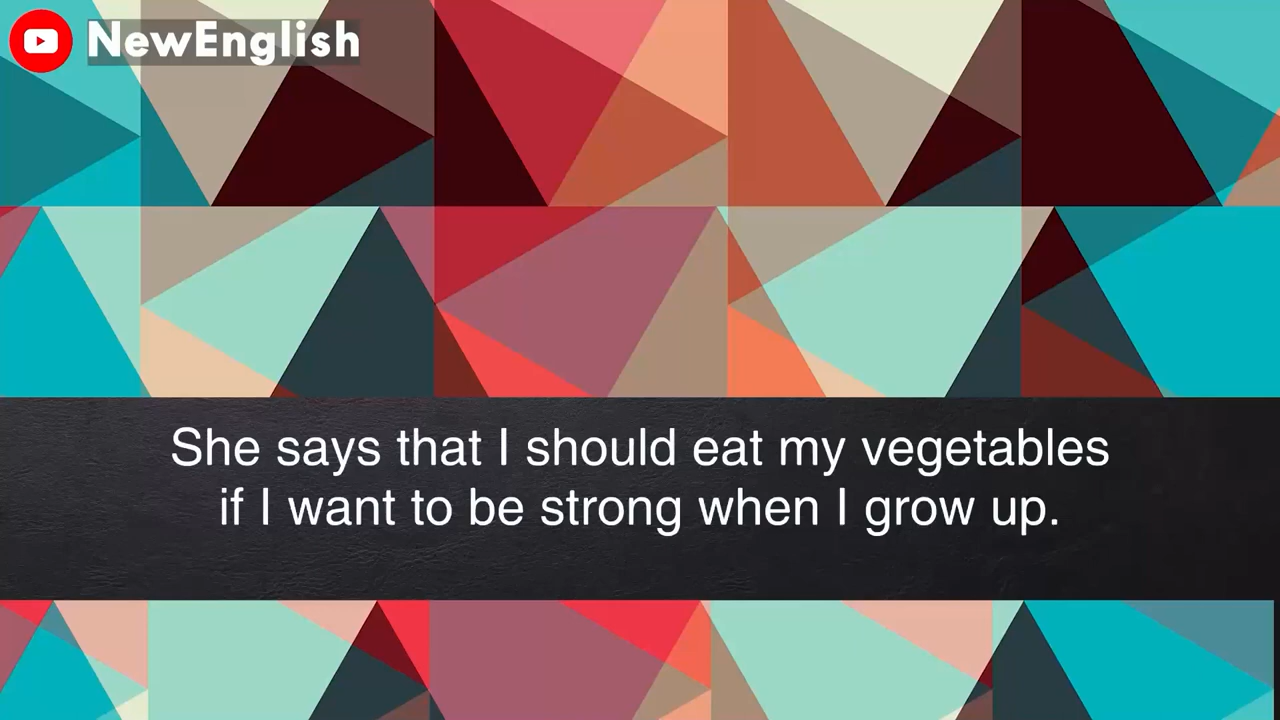 NewEnglish
She says that I should eat my vegetables
if I want to be strong when I grow up.